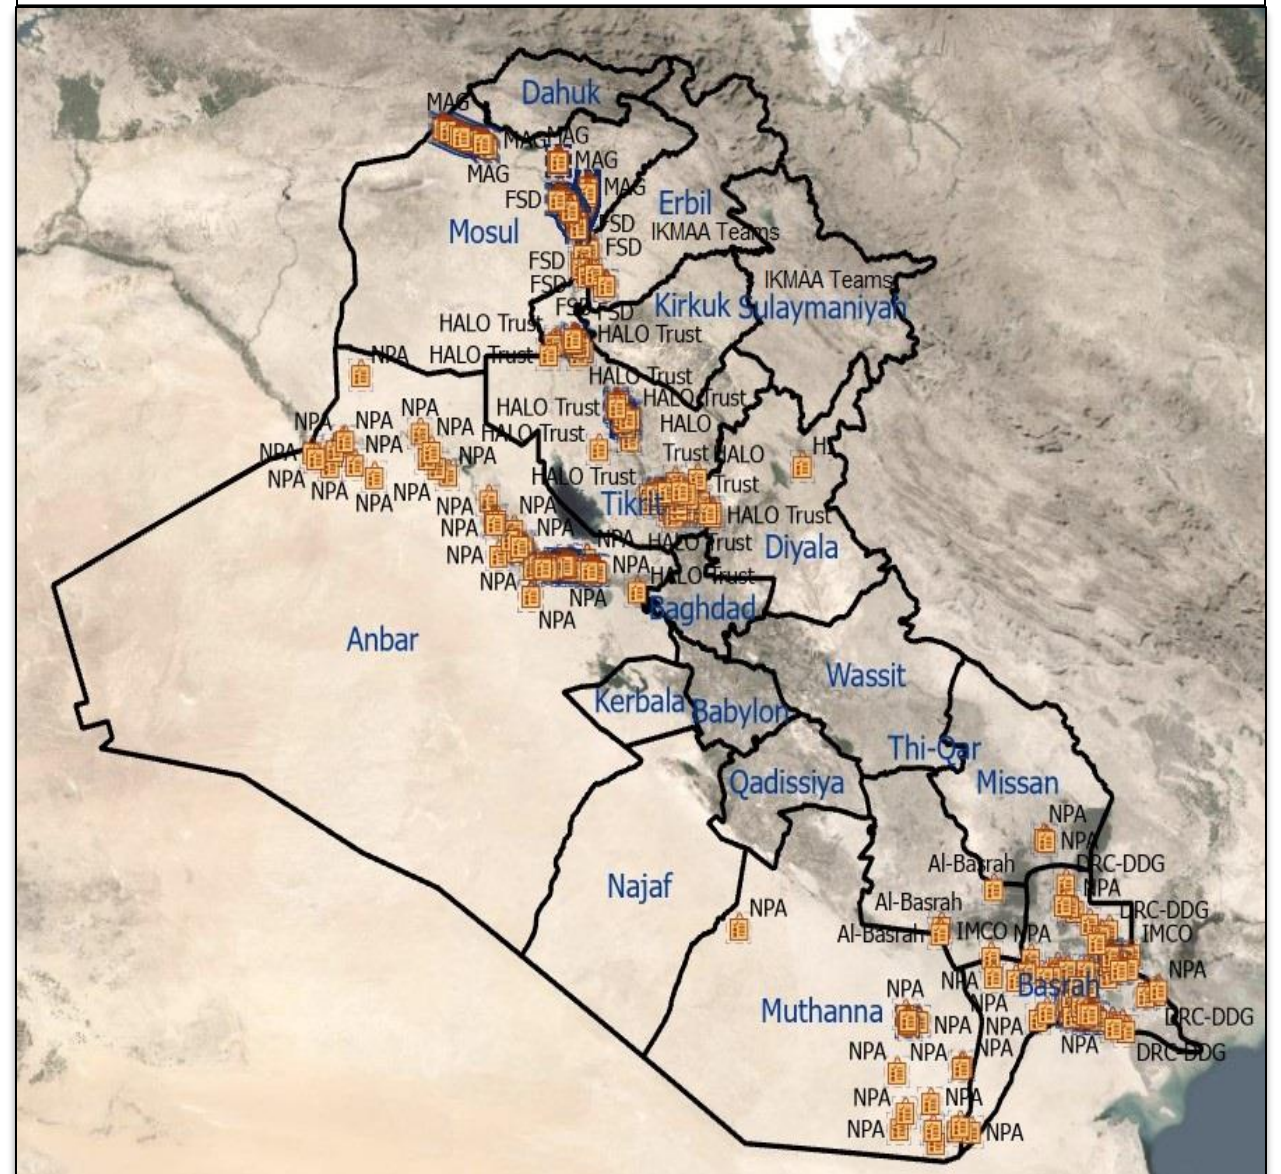 Dahuk
MAG
MAG
MAG
MAG
MAG
MAG
FSD
Erbil
FSD
Mosul
IKMAA Teams
FSD
FSD
IKMAA Teams
FSD
FSD
FSD
Kirkuk
Sulaymaniyah
HALO Trust
HALO Trust
NPA
HALO Trust
HALO Trust
HALO Trust
NPA
HALO Trust
NPA
NPA
NPA
HALO
HALO Trust
NPA
NPA
Trust
HALO
NPA
NPA
HALO Trust
Trust
NPA
NPA
NPA
NPA
NPA
Tikrit
HALO Trust
NPA
NPA
NPA
HALO Trust
Diyala
NPA
NPA
HALO Trust
NPA
NPA
Baghdad
NPA
Anbar
Wassit
Kerbala
Babylon
Thi-Qar
Qadissiya
Missan
NPA
NPA
Al-Basrah
DRC-DDG
Najaf
NPA
Al-Basrah
NPA
DRC-DDG
Al-Basrah
IMCO
NPA
IMCO
NPA
NPA
Basrah
NPA
NPA
Muthanna
NPA
NPA
DRC-DDG
NPA
NPA
NPA
NPA
DRC-DDG
NPA
NPA
NPA
NPA